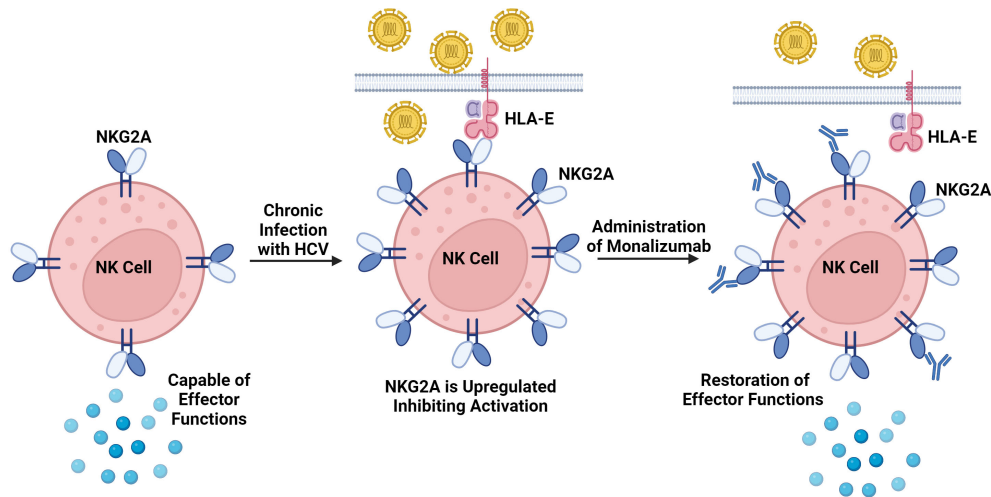 NKG2A
NK Cell
Capable of
Effector
Functions
Chronic
Infection
with HCV
HLA-E
NKG2A
NK Cell
NKG2A is Upregulated
Inhibiting Activation
Administration
of Monalizumab
HLA-E
NKG2A
NK Cell
Restoration of
Effector Functions